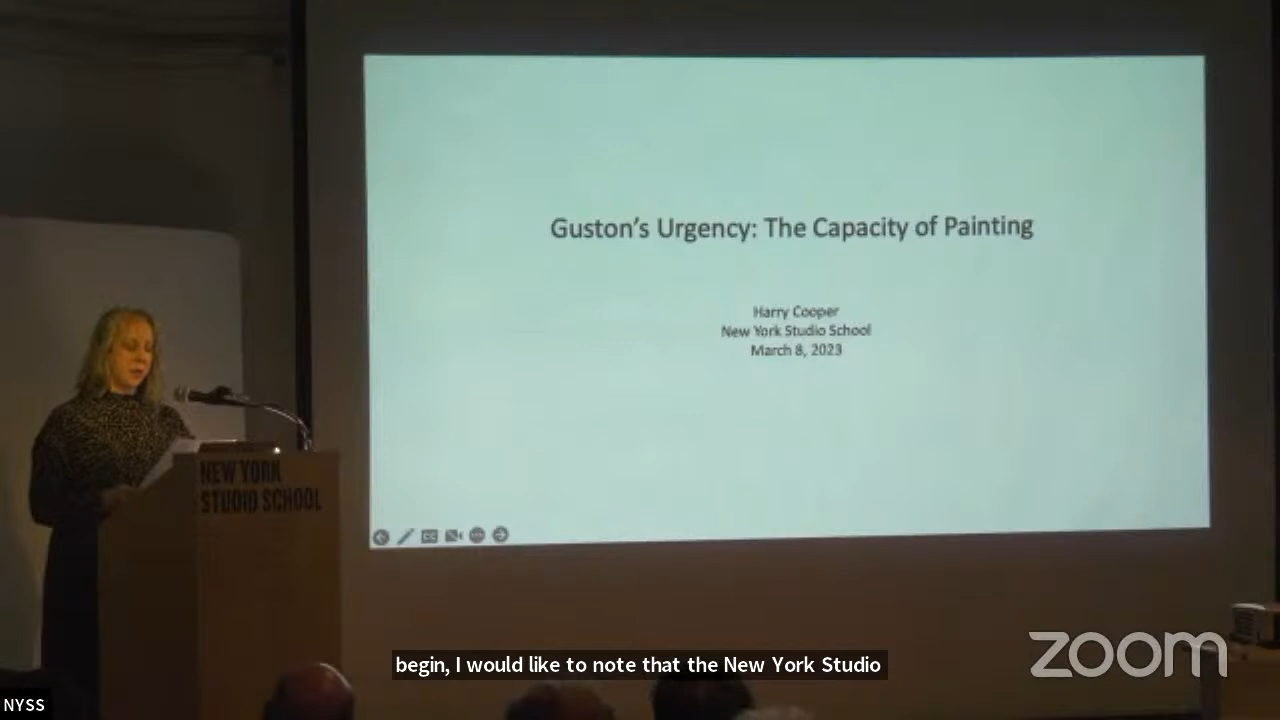 Guston's Urgency: The Capacity of Painting
Harry Cooper
New York Studio School
March 8, 2023
NEW YORK
STUDIO SCHOOL
CC
begin, I would like to note that the New York Studio
zoom
NYSS